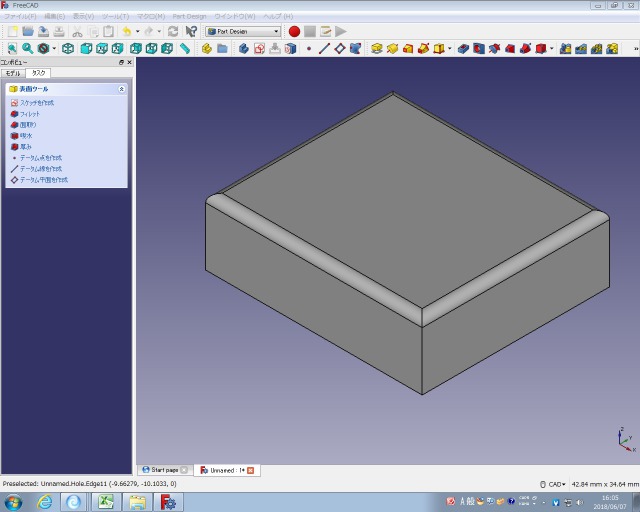 FreeCAD
ファイル(F) 編集(E) 表示(V) ツール(T) マクロ(M) Part Design ウインドウ(W) ヘルプ (H)
Part Design
コンボビュー
モデル タスク
表面ツール
スケッチを作成
フィレット
面取り
厚み
データム点を作成
データム線を作成
データム平面を作成
Z
Y
X
Start page
Unnamed : 1*
Preselected: Unnamed.Hole.Edge11 (-9.66279, -10.1033, 0)
CAD
42.84 mm x 34.64 mm
A 般
CAPS
KANA
16:05
2018/06/07